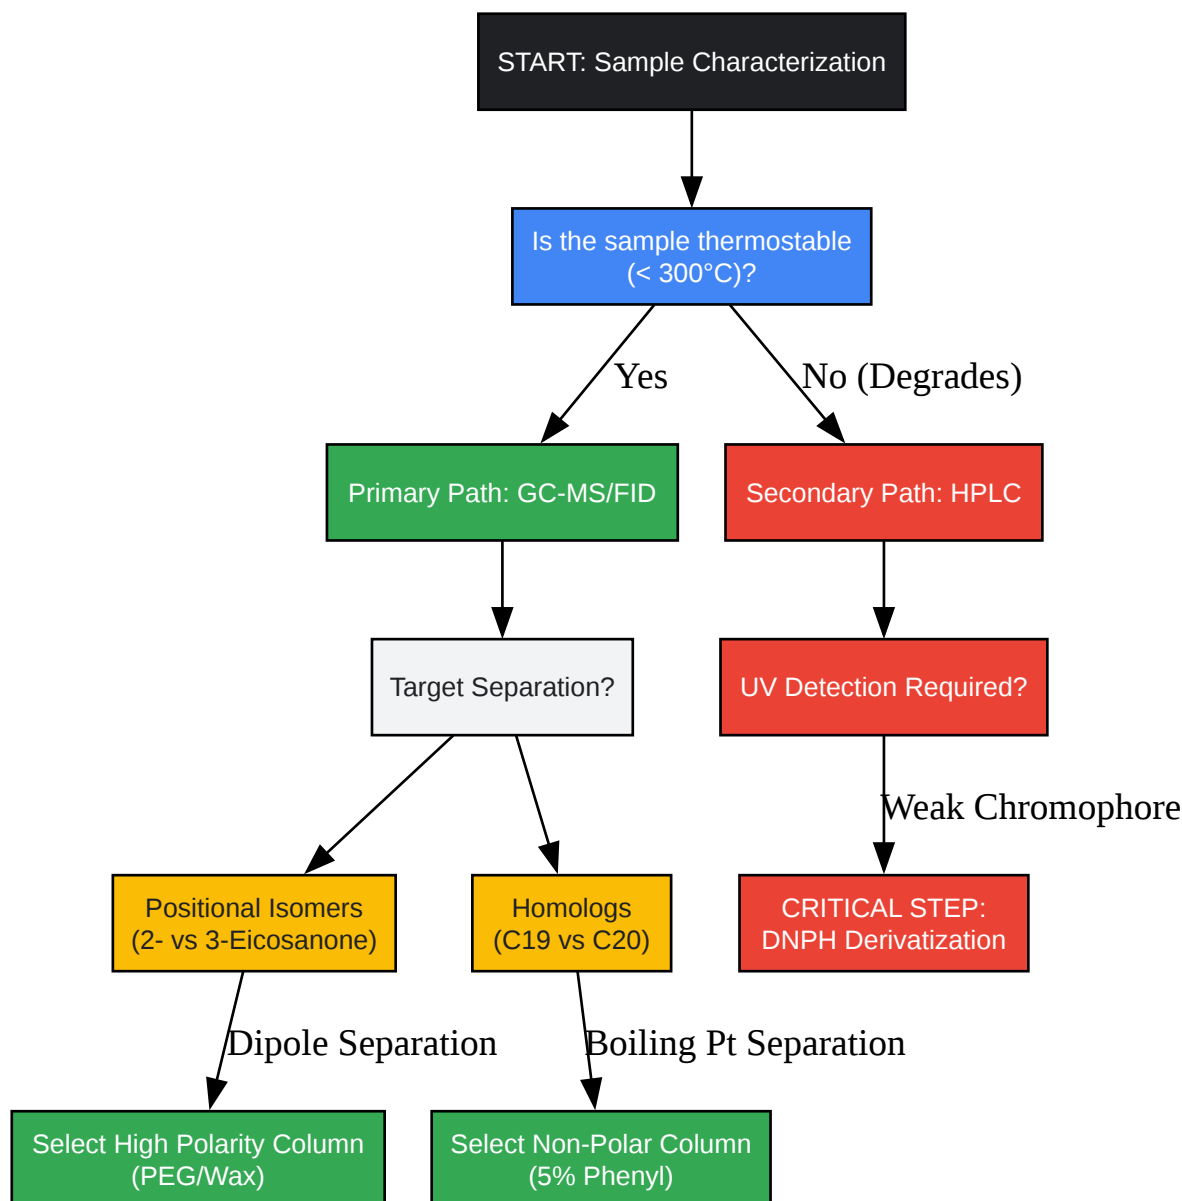 START: Sample Characterization
Is the sample thermostable
(< 300°C)?
Yes
No (Degrades)
Primary Path: GC-MS/FID
Secondary Path: HPLC
Target Separation?
UV Detection Required?
Weak Chromophore
Positional Isomers
(2- vs 3-Eicosanone)
Homologs
(C19 vs C20)
CRITICAL STEP:
DNPH Derivatization
Dipole Separation
Boiling Pt Separation
Select High Polarity Column
(PEG/Wax)
Select Non-Polar Column
(5% Phenyl)